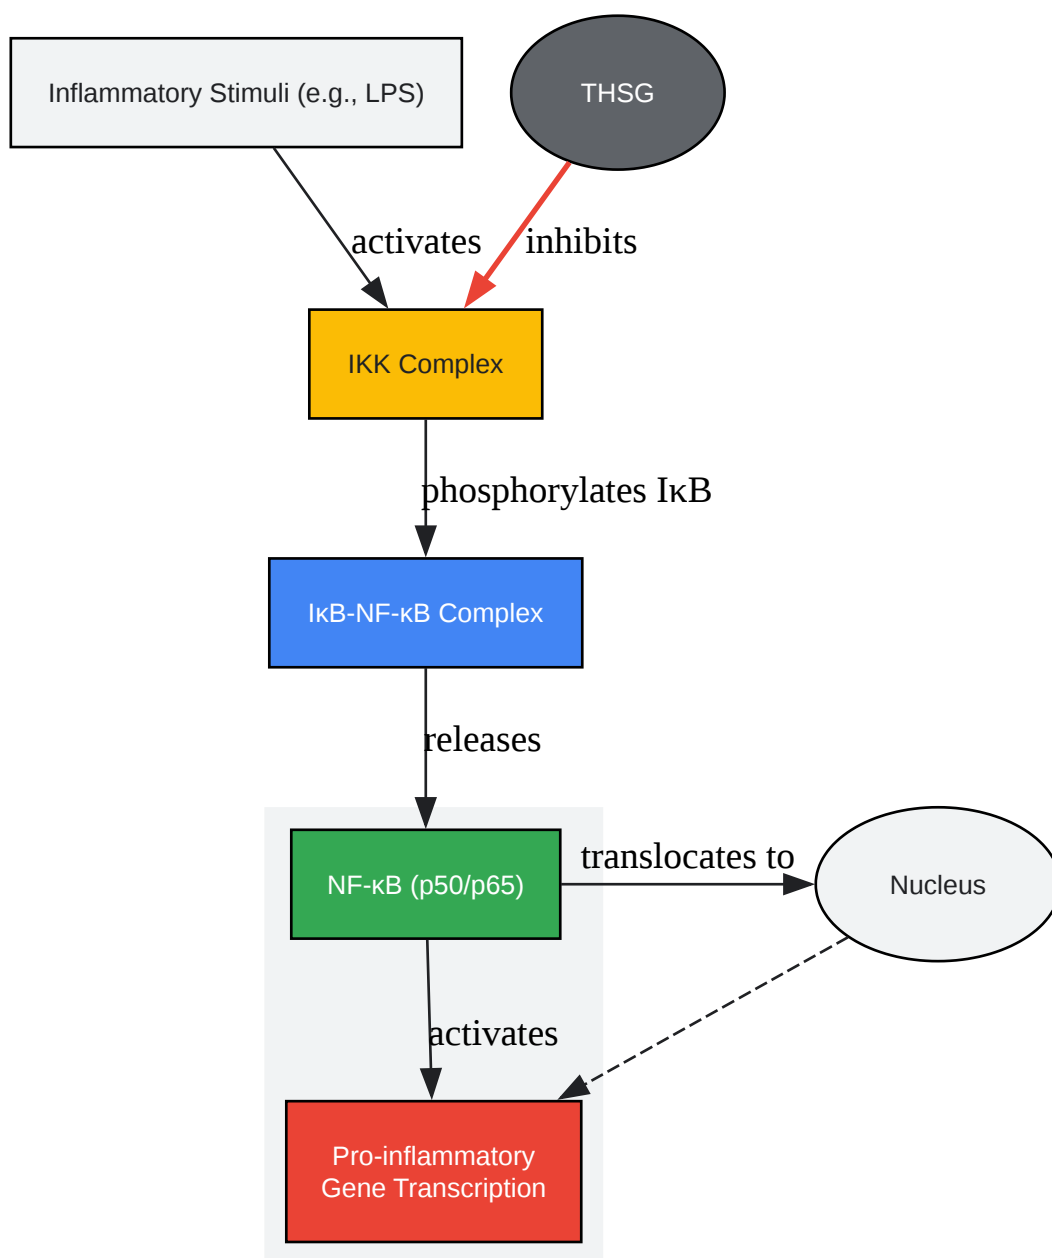 Inflammatory Stimuli (e.g., LPS)
THSG
activates
inhibits
IKK Complex
phosphorylates IκB
IκB-NF-κB Complex
releases
NF-κB (p50/p65)
translocates to
Nucleus
activates
Pro-inflammatory
Gene Transcription